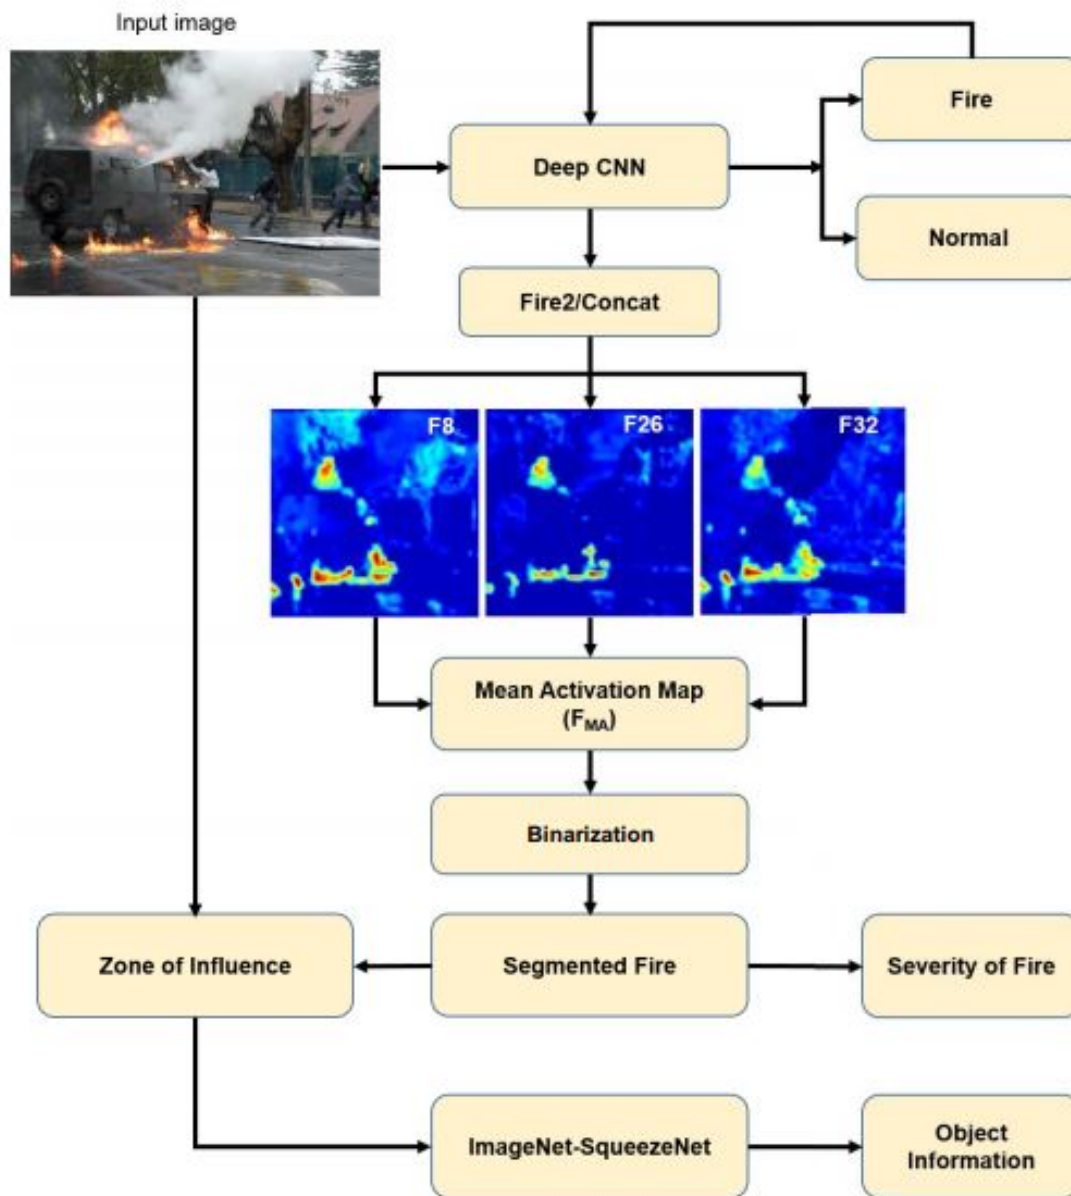 Input image
Fire
Deep CNN
Normal
Fire2/Concat
F8
F26
F32
Mean Activation Map
(F_MA)
Binarization
Zone of Influence
Segmented Fire
Severity of Fire
ImageNet-SqueezeNet
Object
Information